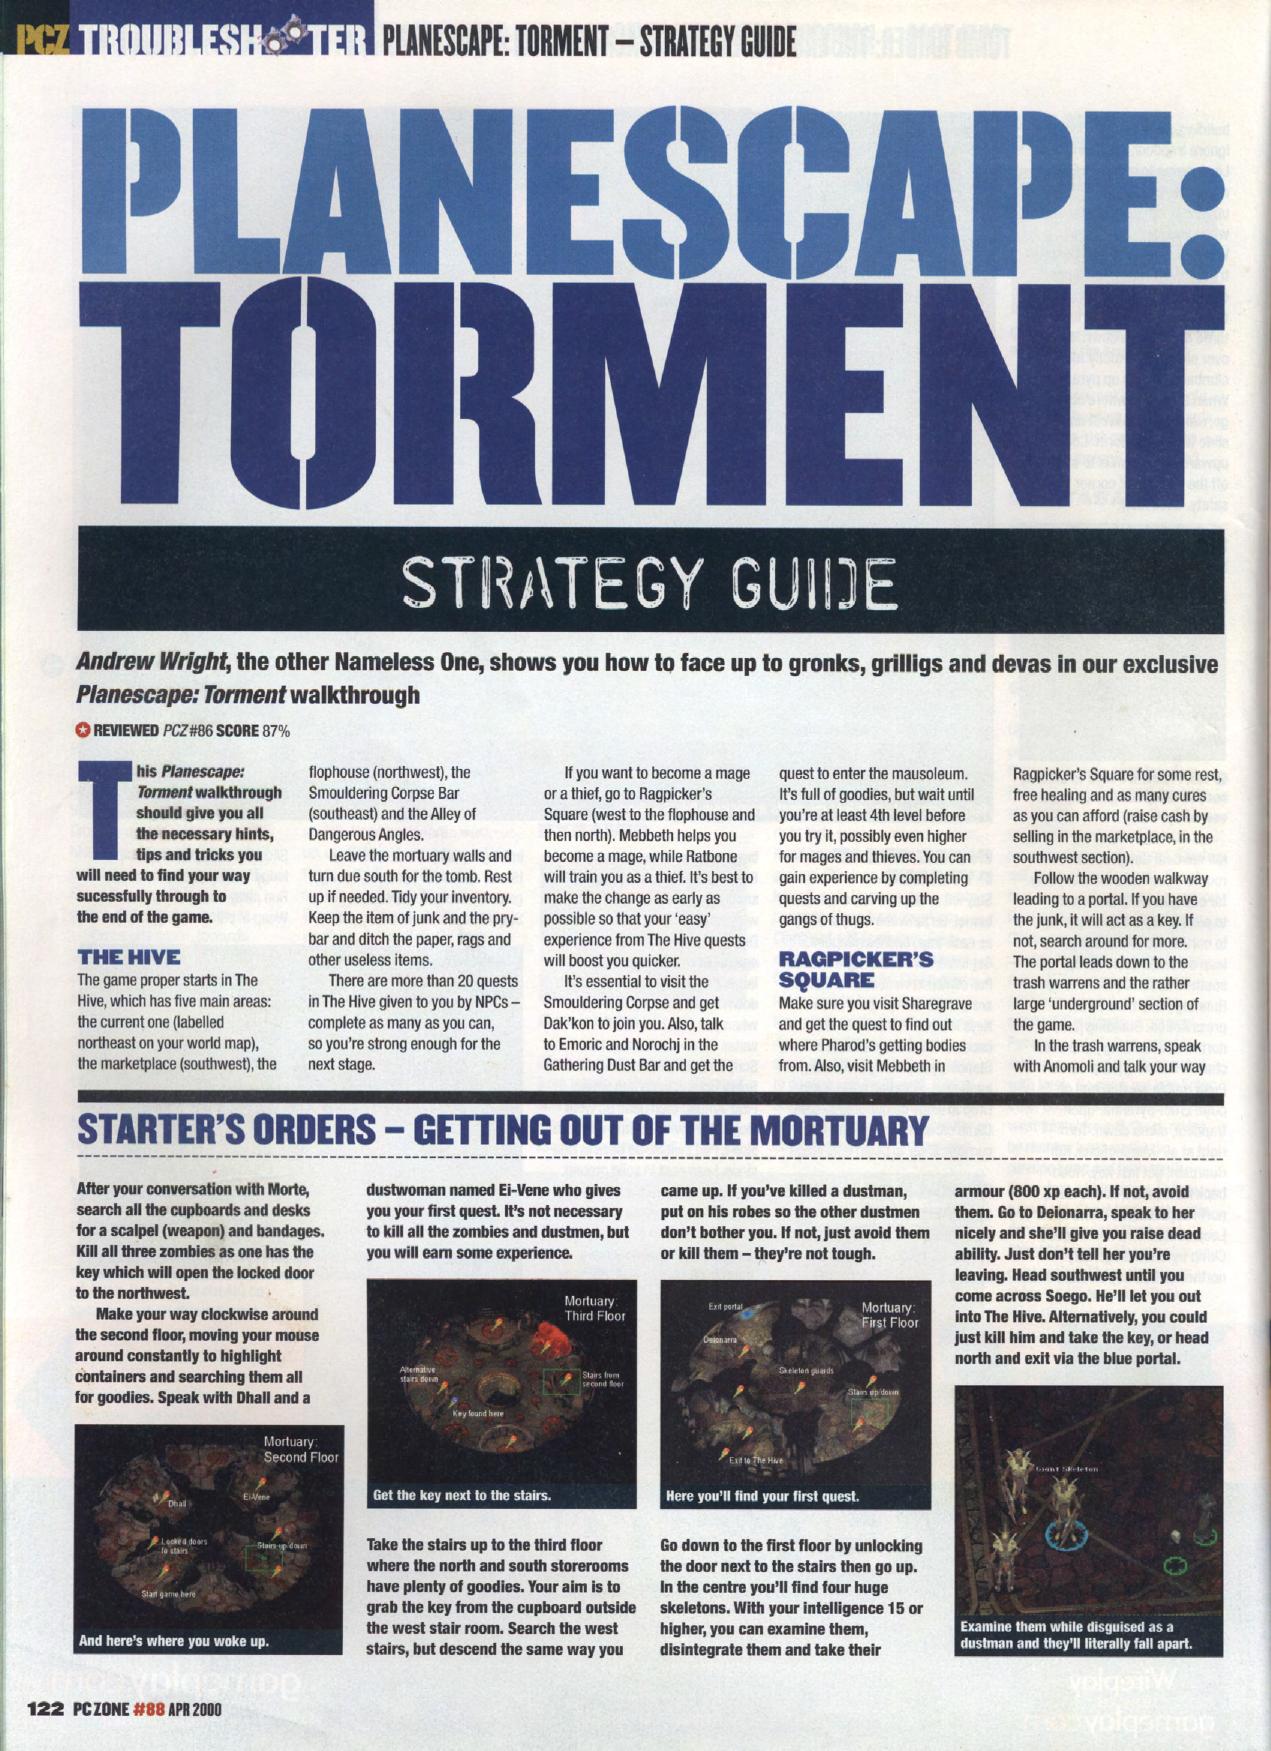 PCZ TROUBLESHOOTER PLANESCAPE: TORMENT – STRATEGY GUIDE
PLANESCAPE:
TORMENT
STRATEGY GUIDE
Andrew Wright, the other Nameless One, shows you how to face up to gronks, grilligs and devas in our exclusive
Planescape: Torment walkthrough
REVIEWED PCZ #86 SCORE 87%
This Planescape:
Torment walkthrough
should give you all
the necessary hints,
tips and tricks you
will need to find your way
sucessfully through to
the end of the game.
THE HIVE
The game proper starts in The
Hive, which has five main areas:
the current one (labelled
northeast on your world map),
the marketplace (southwest), the
flophouse (northwest), the
Smouldering Corpse Bar
(southeast) and the Alley of
Dangerous Angles.
Leave the mortuary walls and
turn due south for the tomb. Rest
up if needed. Tidy your inventory.
Keep the item of junk and the pry-
bar and ditch the paper, rags and
other useless items.
There are more than 20 quests
in The Hive given to you by NPCs –
complete as many as you can,
so you're strong enough for the
next stage.
If you want to become a mage
or a thief, go to Ragpicker's
Square (west to the flophouse and
then north). Mebbeth helps you
become a mage, while Ratbone
will train you as a thief. It's best to
make the change as early as
possible so that your 'easy'
experience from The Hive quests
will boost you quicker.
It's essential to visit the
Smouldering Corpse and get
Dak'kon to join you. Also, talk
to Emoric and Norochj in the
Gathering Dust Bar and get the
quest to enter the mausoleum.
It's full of goodies, but wait until
you're at least 4th level before
you try it, possibly even higher
for mages and thieves. You can
gain experience by completing
quests and carving up the
gangs of thugs.
RAGPICKER'S
SQUARE
Make sure you visit Sharegrave
and get the quest to find out
where Pharod's getting bodies
from. Also, visit Mebbeth in
Ragpicker's Square for some rest,
free healing and as many cures
as you can afford (raise cash by
selling in the marketplace, in the
southwest section).
Follow the wooden walkway
leading to a portal. If you have
the junk, it will act as a key. If
not, search around for more.
The portal leads down to the
trash warrens and the rather
large 'underground' section of
the game.
In the trash warrens, speak
with Anomoli and talk your way
STARTER'S ORDERS – GETTING OUT OF THE MORTUARY
After your conversation with Morte,
search all the cupboards and desks
for a scalpel (weapon) and bandages.
Kill all three zombies as one has the
key which will open the locked door
to the northwest.
Make your way clockwise around
the second floor, moving your mouse
around constantly to highlight
containers and searching them all
for goodies. Speak with Dhall and a
Mortuary:
Second Floor
Dhall
Ei-Vene
Locked doors
to stairs
Stairs up/down
Start game here
And here's where you woke up.
dustwoman named Ei-Vene who gives
you your first quest. It's not necessary
to kill all the zombies and dustmen, but
you will earn some experience.
Mortuary:
Third Floor
Alternative
stairs down
Stairs from
second floor
Key found here
Get the key next to the stairs.
Take the stairs up to the third floor
where the north and south storerooms
have plenty of goodies. Your aim is to
grab the key from the cupboard outside
the west stair room. Search the west
stairs, but descend the same way you
came up. If you've killed a dustman,
put on his robes so the other dustmen
don't bother you. If not, just avoid them
or kill them – they're not tough.
Exit portal
Mortuary:
First Floor
Deionarra
Skeleton guards
Stairs up/down
Exit to The Hive
Here you'll find your first quest.
Go down to the first floor by unlocking
the door next to the stairs then go up.
In the centre you'll find four huge
skeletons. With your intelligence 15 or
higher, you can examine them,
disintegrate them and take their
armour (800 xp each). If not, avoid
them. Go to Deionarra, speak to her
nicely and she'll give you raise dead
ability. Just don't tell her you're
leaving. Head southwest until you
come across Soego. He'll let you out
into The Hive. Alternatively, you could
just kill him and take the key, or head
north and exit via the blue portal.
Giant Skeleton
Examine them while disguised as a
dustman and they'll literally fall apart.
122 PC ZONE #88 APR 2000